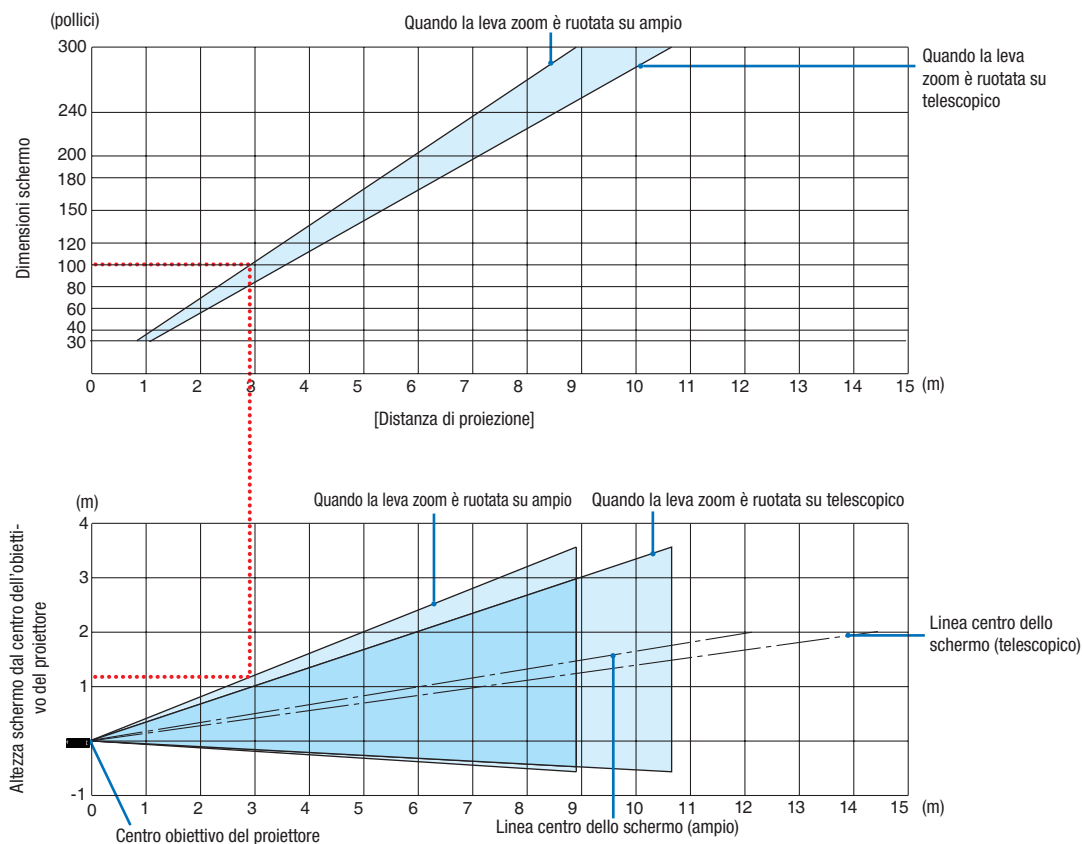 (pollici)
Quando la leva zoom è ruotata su ampio
Quando la leva
zoom è ruotata su
telescopico
Dimensioni schermo
300
240
200
180
150
120
100
80
60
40
30
0 1 2 3 4 5 6 7 8 9 10 11 12 13 14 15 (m)
[Distanza di proiezione]
(m)
Quando la leva zoom è ruotata su ampio
Quando la leva zoom è ruotata su telescopico
Altezza schermo dal centro dell'obietti-
vo del proiettore
4
3
2
1
-1
Linea centro dello
schermo (telescopico)
0 1 2 3 4 5 6 7 8 9 10 11 12 13 14 15 (m)
Centro obiettivo del proiettore
Linea centro dello schermo (ampio)